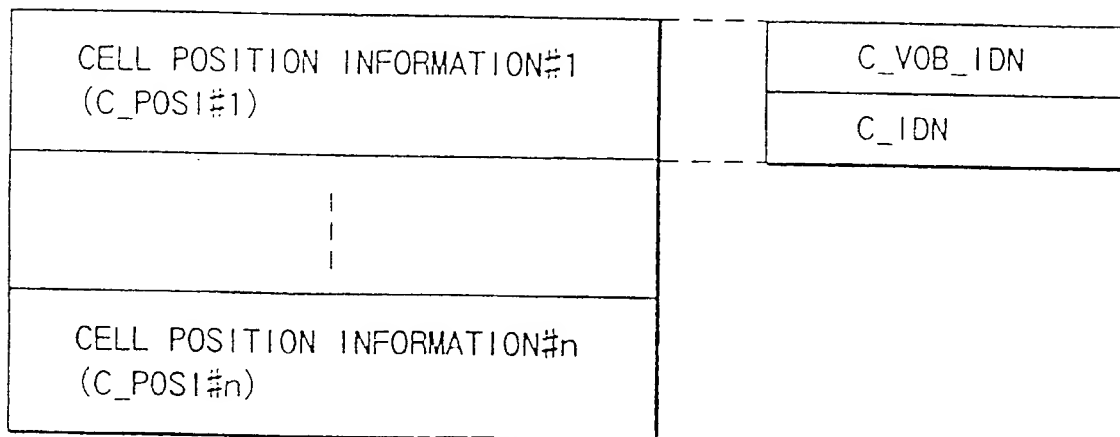 CELL POSITION INFORMATION#1
(C_POSI#1)
C_VOB_IDN
C_IDN
CELL POSITION INFORMATION#n
(C_POSI#n)